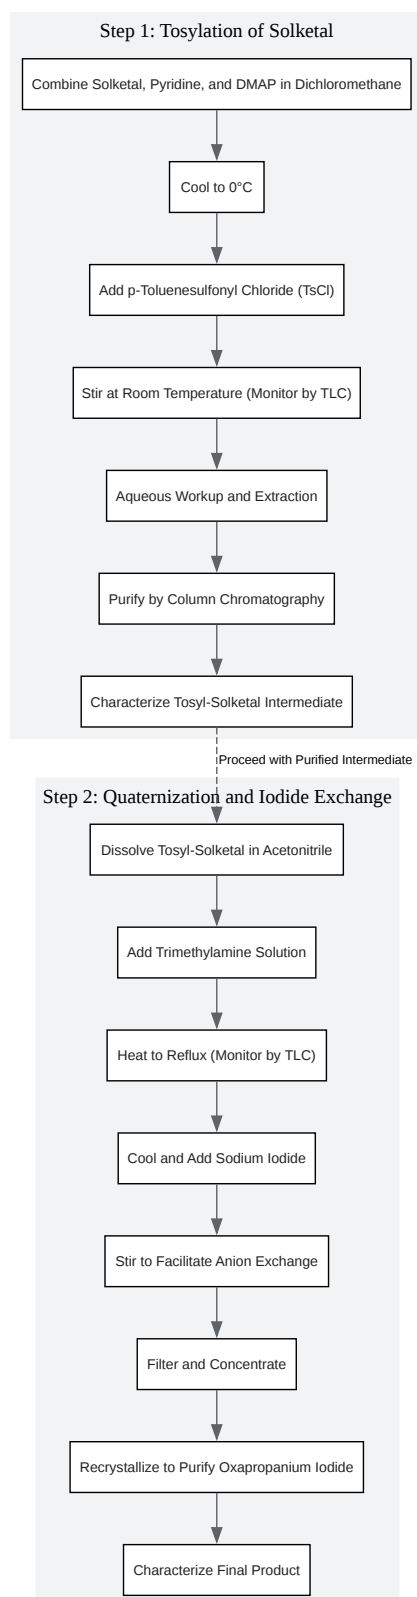 Step 1: Tosylation of Solketal
Combine Solketal, Pyridine, and DMAP in Dichloromethane
Cool to 0°C
Add p-Toluenesulfonyl Chloride (TsCl)
Stir at Room Temperature (Monitor by TLC)
Aqueous Workup and Extraction
Purify by Column Chromatography
Characterize Tosyl-Solketal Intermediate
Proceed with Purified Intermediate
Step 2: Quaternization and Iodide Exchange
Dissolve Tosyl-Solketal in Acetonitrile
Add Trimethylamine Solution
Heat to Reflux (Monitor by TLC)
Cool and Add Sodium Iodide
Stir to Facilitate Anion Exchange
Filter and Concentrate
Recrystallize to Purify Oxapropanium Iodide
Characterize Final Product